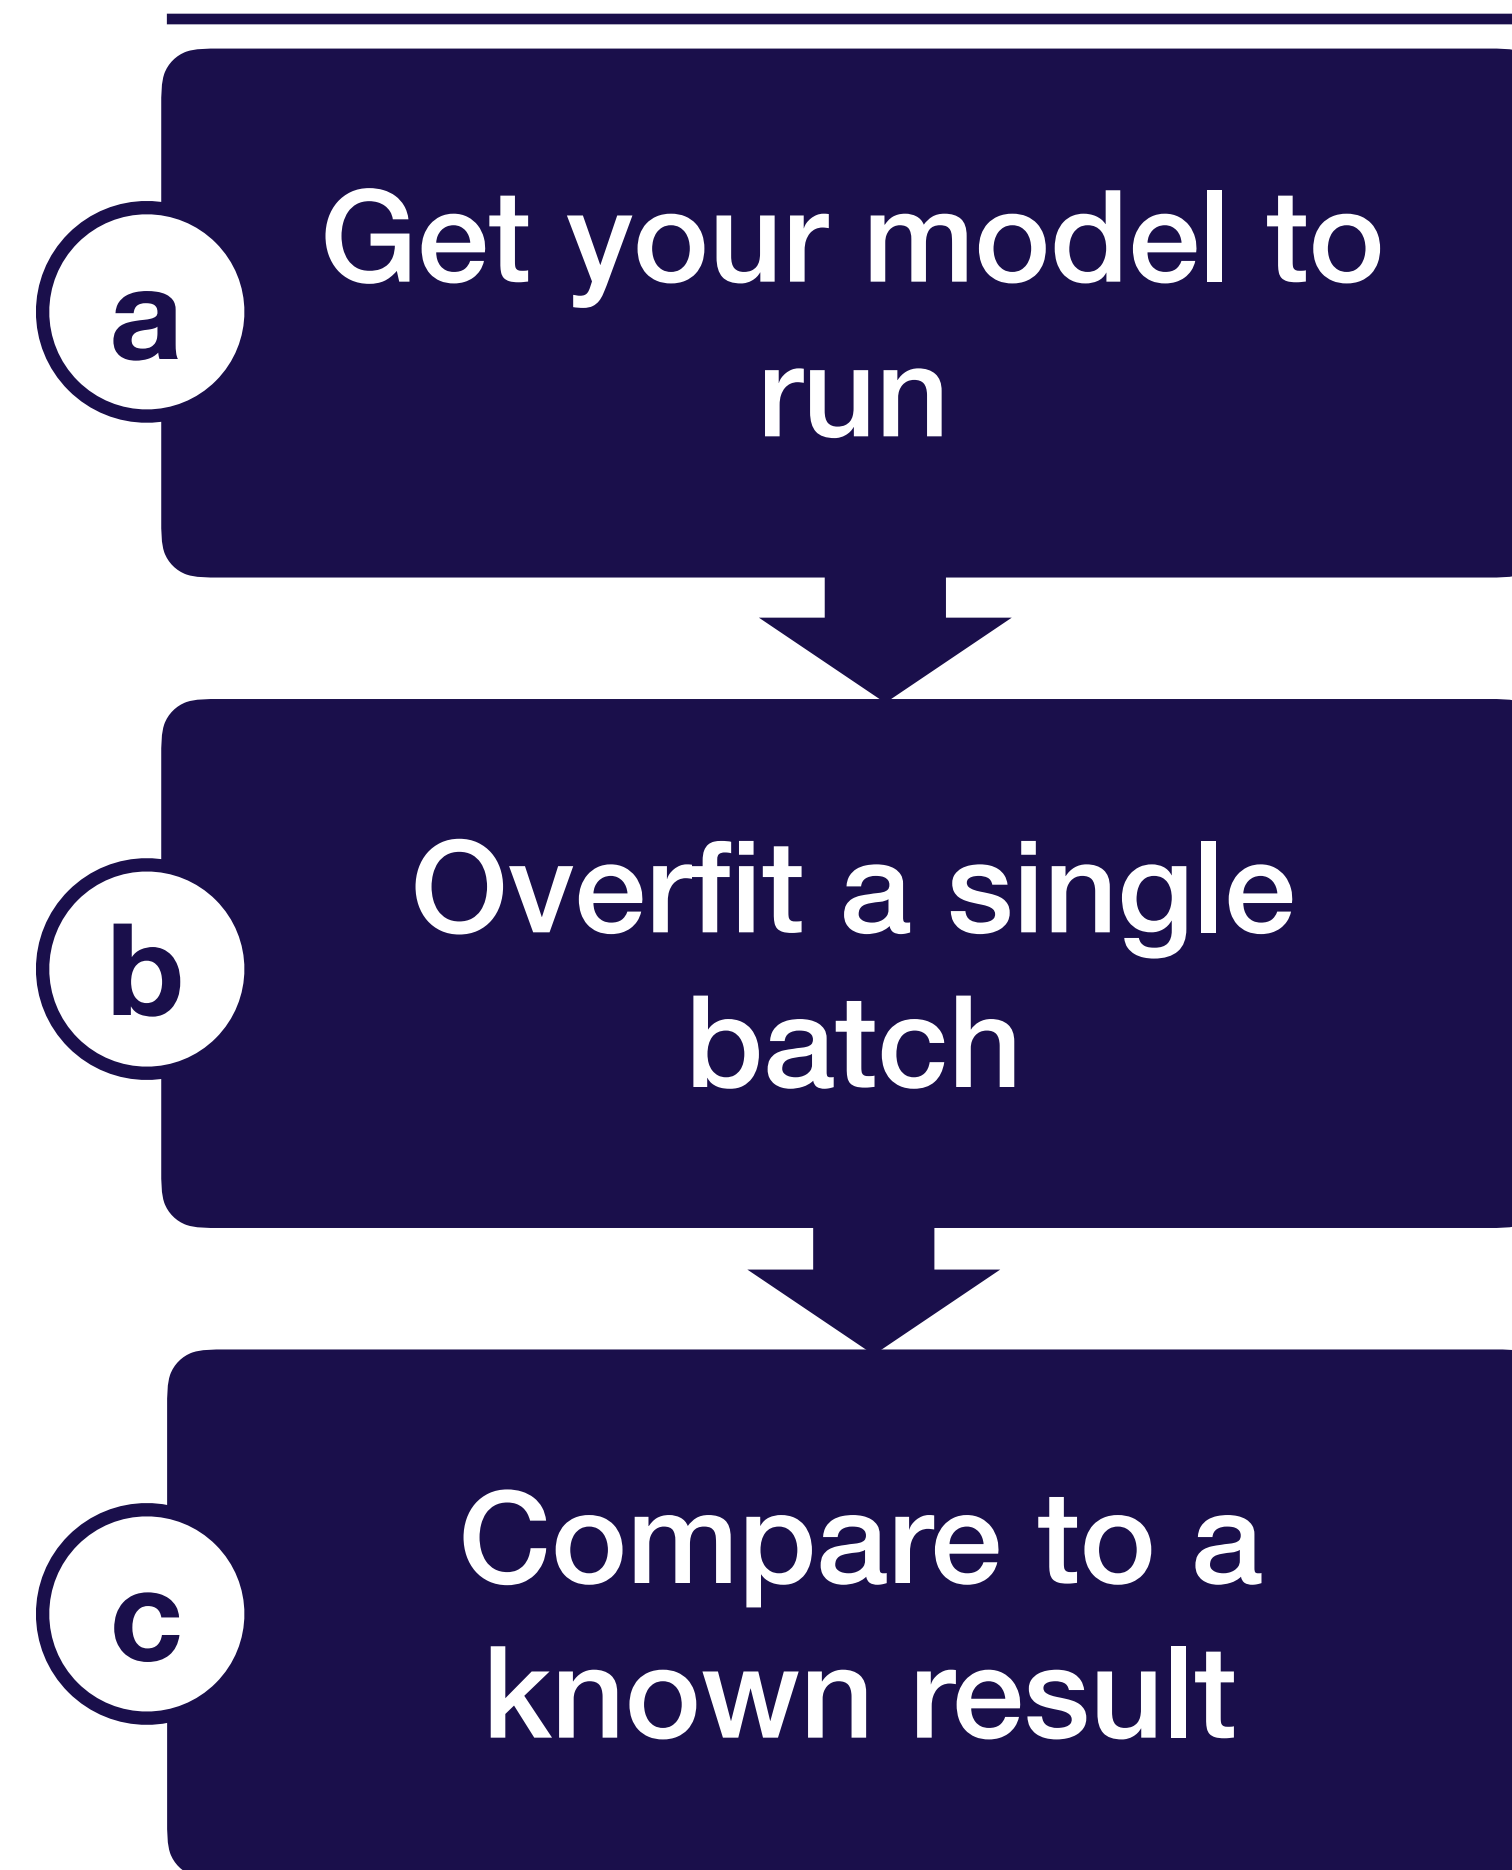 a
Get your model to
run
b
Overfit a single
batch
c
Compare to a
known result